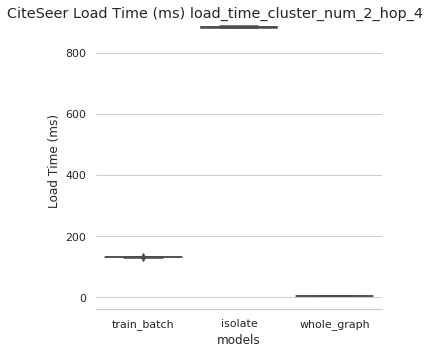 CiteSeer Load Time (ms) load_time_cluster_num_2_hop_4
800
600
400
200
0
Load Time (ms)
train_batch isolate whole_graph
models